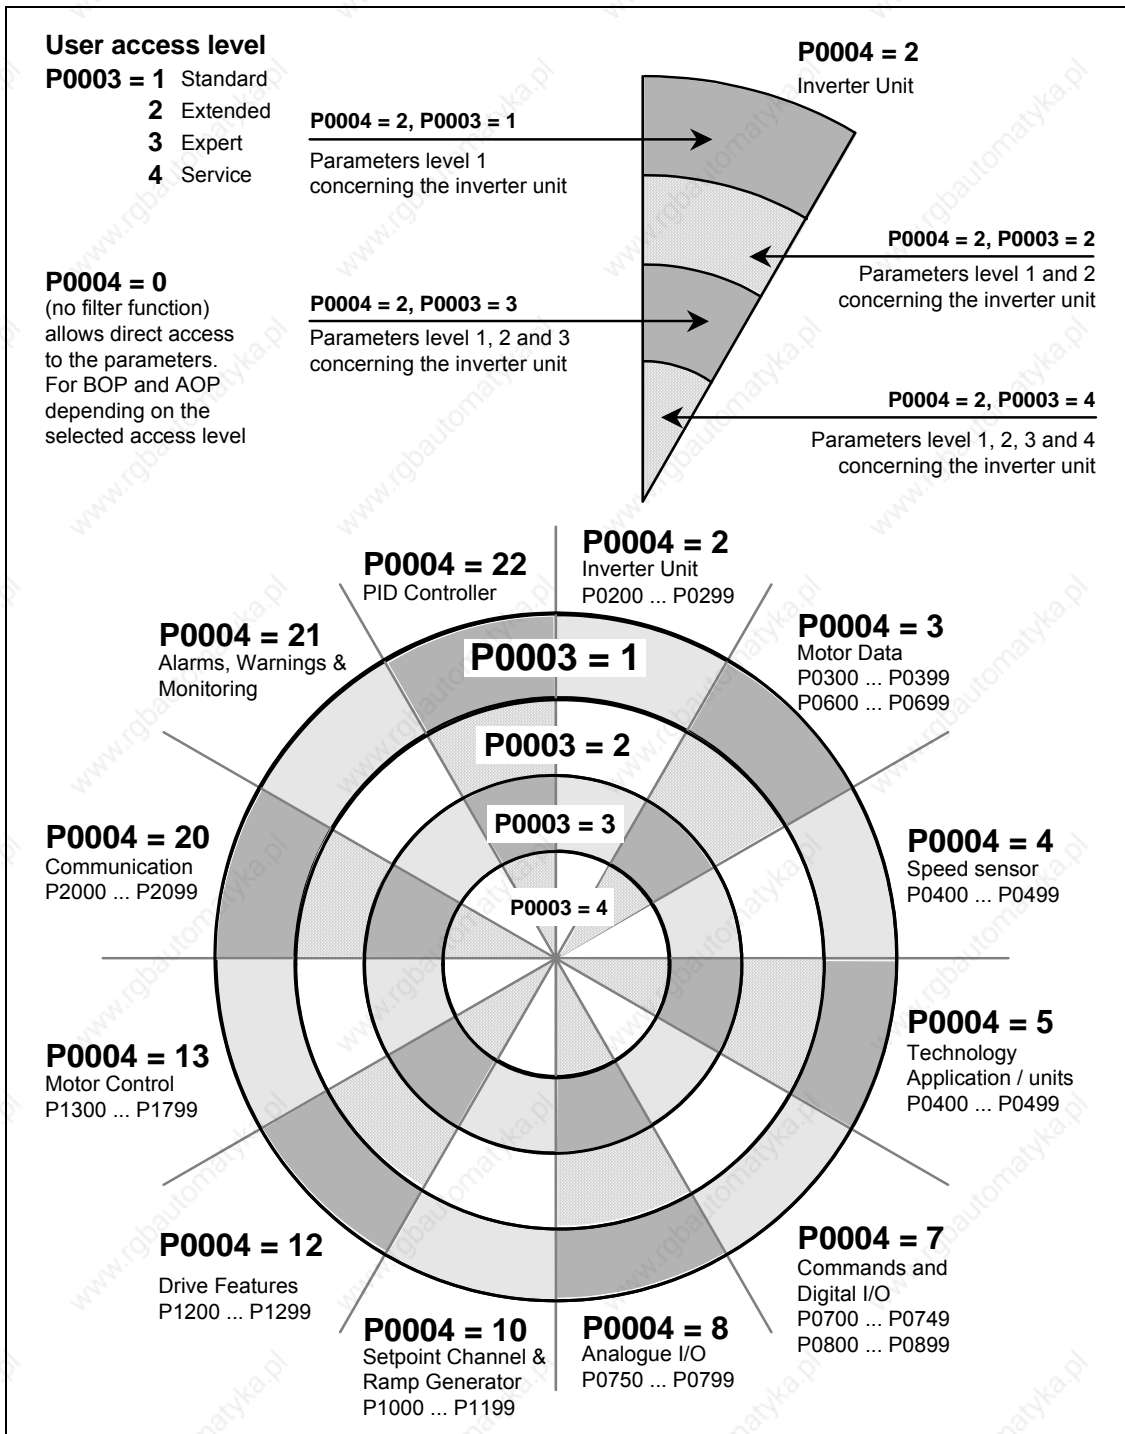 User access level
P0003 = 1 Standard
2 Extended
3 Expert
4 Service
P0004 = 0
(no filter function)
allows direct access
to the parameters.
For BOP and AOP
depending on the
selected access level
P0004 = 2
Inverter Unit
P0004 = 2, P0003 = 1
Parameters level 1
concerning the inverter unit
P0004 = 2, P0003 = 2
Parameters level 1 and 2
concerning the inverter unit
P0004 = 2, P0003 = 3
Parameters level 1, 2 and 3
concerning the inverter unit
P0004 = 2, P0003 = 4
Parameters level 1, 2, 3 and 4
concerning the inverter unit
P0004 = 2
Inverter Unit
P0200 ... P0299
P0004 = 3
Motor Data
P0300 ... P0399
P0600 ... P0699
P0004 = 4
Speed sensor
P0400 ... P0499
P0004 = 5
Technology
Application / units
P0400 ... P0499
P0004 = 7
Commands and
Digital I/O
P0700 ... P0749
P0800 ... P0899
P0004 = 8
Analogue I/O
P0750 ... P0799
P0004 = 10
Setpoint Channel &
Ramp Generator
P1000 ... P1199
P0004 = 12
Drive Features
P1200 ... P1299
P0004 = 13
Motor Control
P1300 ... P1799
P0004 = 20
Communication
P2000 ... P2099
P0004 = 21
Alarms, Warnings &
Monitoring
P0004 = 22
PID Controller
P0003 = 1
P0003 = 2
P0003 = 3
P0003 = 4
www.rgbautomatyka.pl